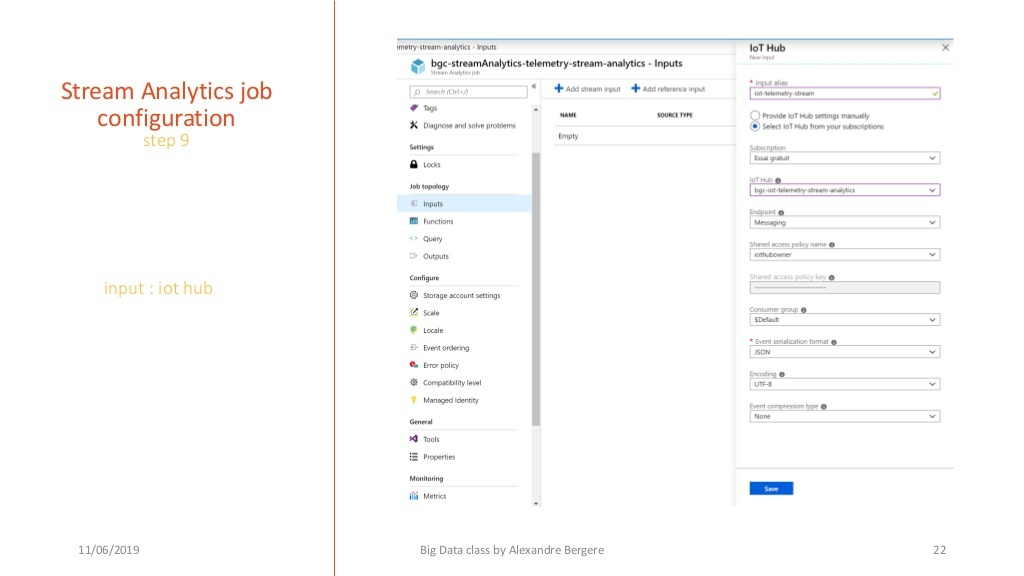 Stream Analytics job
configuration
step 9
input : iot hub
emetry-stream-analytics - Inputs
bgc-streamAnalytics-telemetry-stream-analytics - Inputs
Stream Analytics job
Search (Ctrl+/)
«
Tags
Diagnose and solve problems
Settings
Locks
Job topology
Inputs
Functions
Query
Outputs
Configure
Storage account settings
Scale
Locale
Event ordering
Error policy
Compatibility level
Managed Identity
General
Tools
Properties
Monitoring
Metrics
Add stream input
Add reference input
NAME SOURCE TYPE
Empty
IoT Hub
New input
* Input alias
iot-telemetry-stream
Provide IoT Hub settings manually
Select IoT Hub from your subscriptions
Subscription
Essai gratuit
IoT Hub
bgc-iot-telemetry-stream-analytics
Endpoint
Messaging
Shared access policy name
iothubowner
Shared access policy key
Consumer group
$Default
* Event serialization format
JSON
Encoding
UTF-8
Event compression type
None
Save
11/06/2019
Big Data class by Alexandre Bergere
22